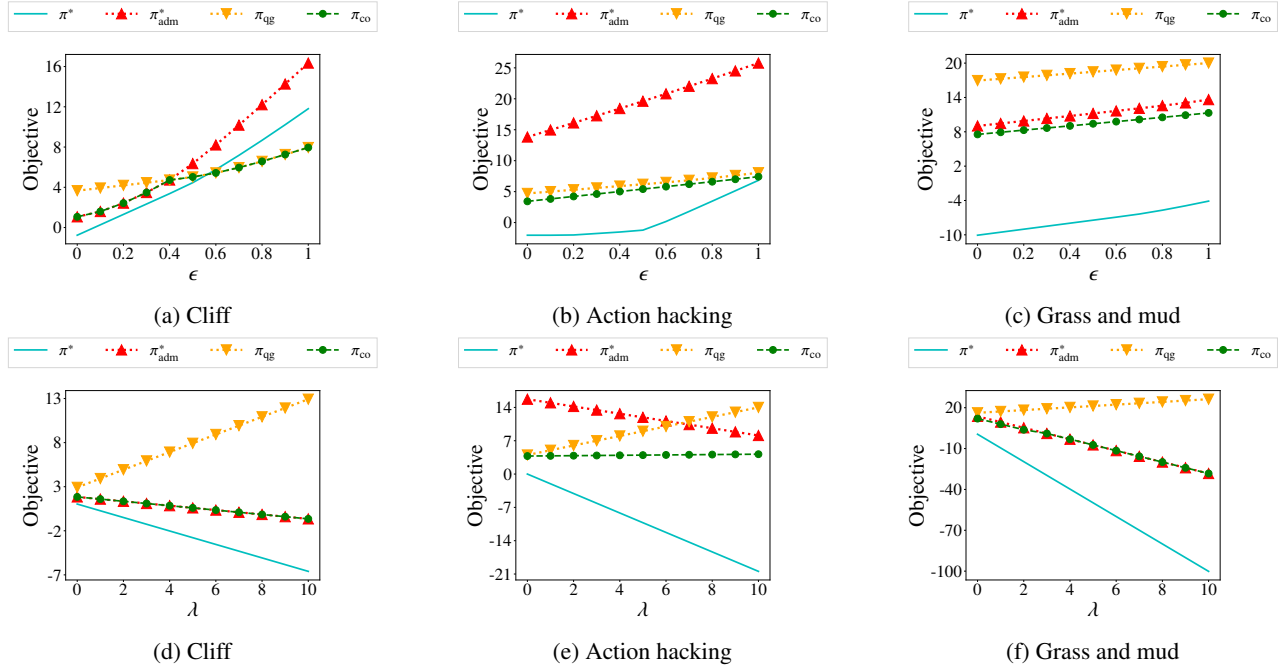 π* π*adm πqg πco
π* π*adm πqg πco
π* π*adm πqg πco
Objective
16
12
8
4
0
0 0.2 0.4 0.6 0.8 1
ϵ
(a) Cliff
Objective
25
20
15
10
5
0
0 0.2 0.4 0.6 0.8 1
ϵ
(b) Action hacking
Objective
20
14
8
2
-4
-10
0 0.2 0.4 0.6 0.8 1
ϵ
(c) Grass and mud
π* π*adm πqg πco
π* π*adm πqg πco
π* π*adm πqg πco
Objective
13
8
3
-2
-7
0 2 4 6 8 10
λ
(d) Cliff
Objective
14
7
0
-7
-14
-21
0 2 4 6 8 10
λ
(e) Action hacking
Objective
20
-10
-40
-70
-100
0 2 4 6 8 10
λ
(f) Grass and mud